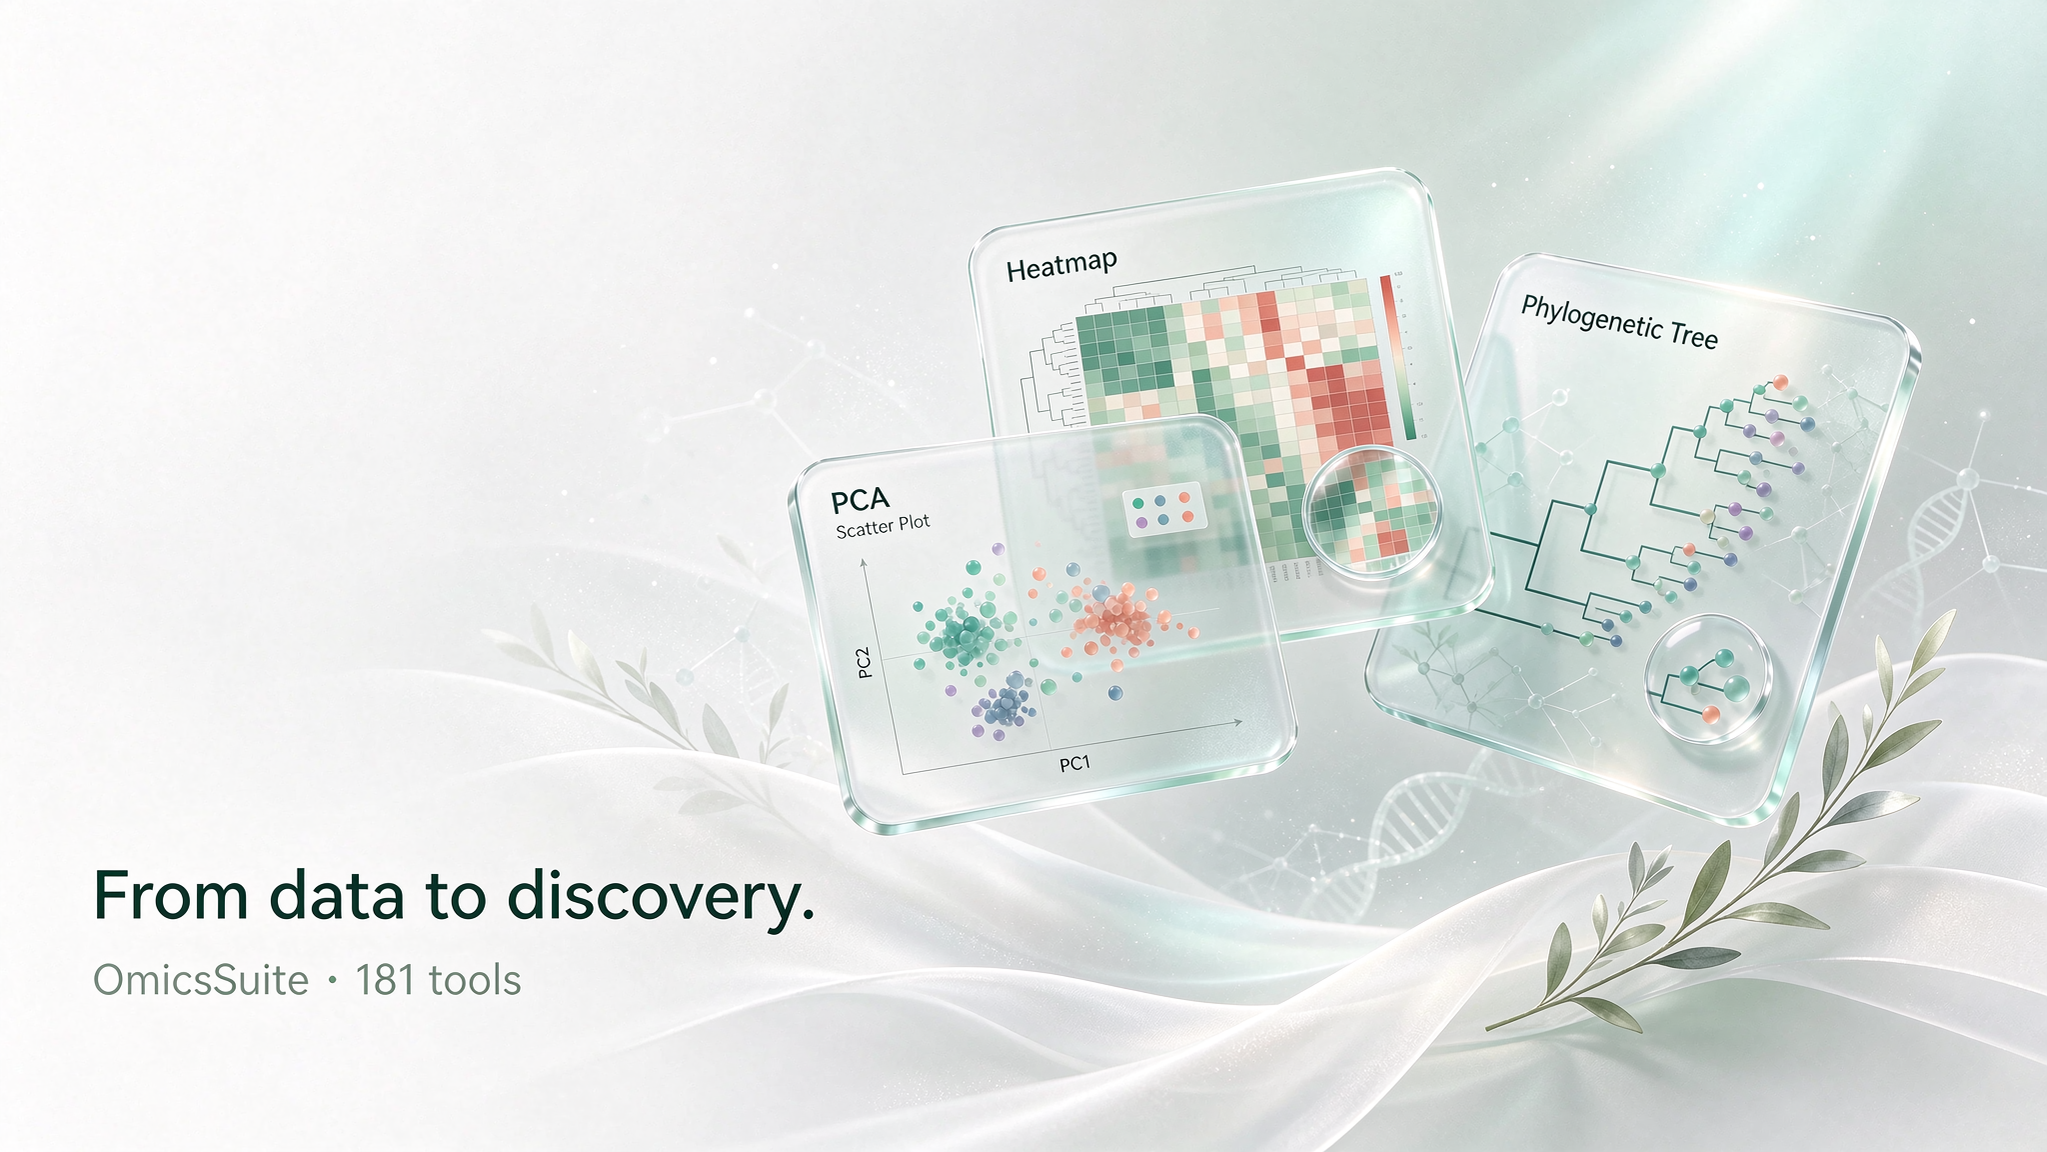 Heatmap
Phylogenetic Tree
PCA
Scatter Plot
PC2
PC1
From data to discovery.
OmicsSuite • 181 tools